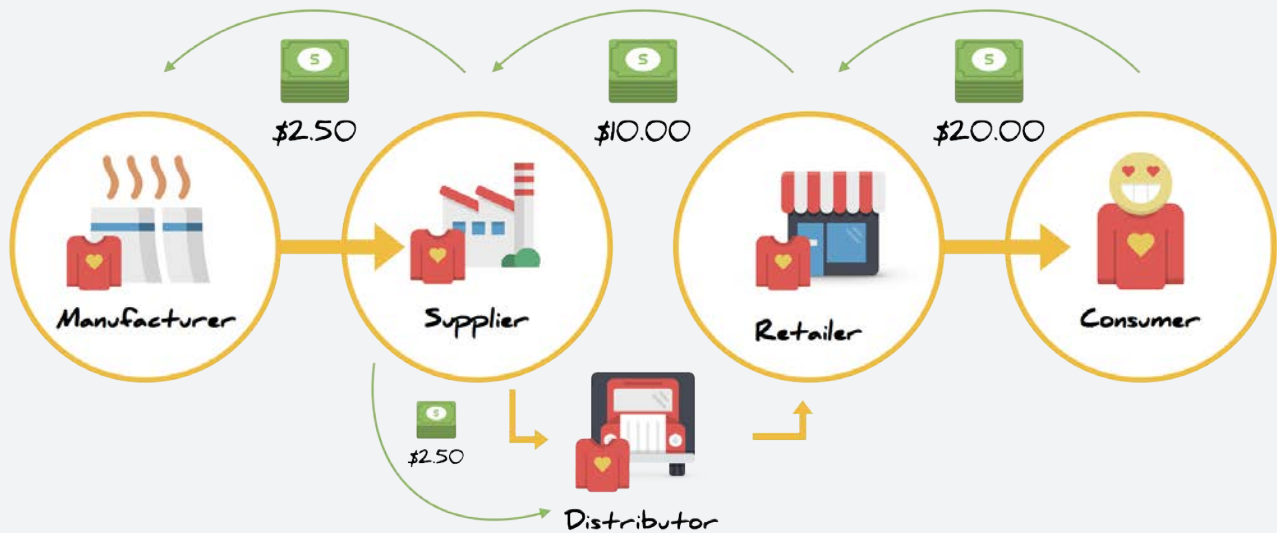 $2.50
$10.00
$20.00
Manufacturer
Supplier
Retailer
Consumer
$2.50
Distributor